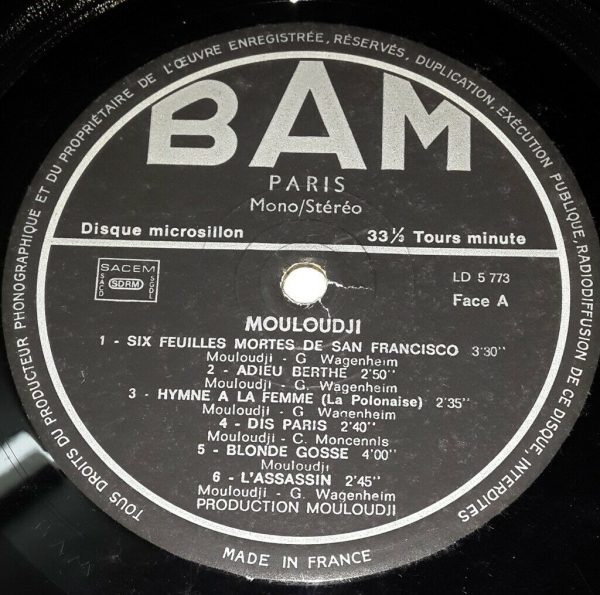 TOUS DROITS DU PRODUCTEUR PHONOGRAPHIQUE ET DU PROPRIÉTAIRE DE L'ŒUVRE ENREGISTRÉE, RÉSERVÉS, DUPLICATION, EXÉCUTION PUBLIQUE, RADIODIFFUSION DE CE DISQUE, INTERDITES
BAM
PARIS
Mono/Stéréo
Disque microsillon 33 1/3 Tours minute
SACEM
SACD SDRM SGDL
LD 5 773
Face A
MOULOUDJI
1 - SIX FEUILLES MORTES DE SAN FRANCISCO 3'30''
Mouloudji - G. Wagenheim
2 - ADIEU BERTHE 2'50''
Mouloudji - G. Wagenheim
3 - HYMNE A LA FEMME (La Polonaise) 2'35''
Mouloudji - G Wagenheim
4 - DIS PARIS 2'40''
Mouloudji - C. Moncennis
5 - BLONDE GOSSE 4'00''
Mouloudji
6 - L'ASSASSIN 2'45''
Mouloudji - G. Wagenheim
PRODUCTION MOULOUDJI
MADE IN FRANCE